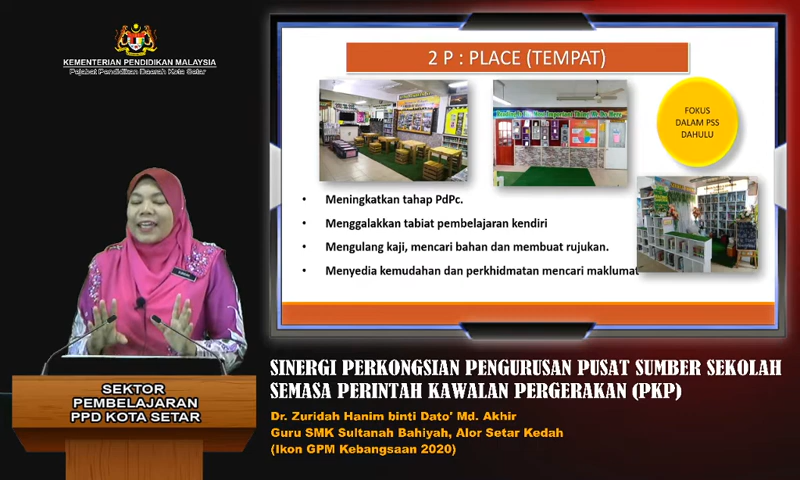 KEMENTERIAN PENDIDIKAN MALAYSIA
Pejabat Pendidikan Daerah Kota Setar
2 P : PLACE (TEMPAT)
FOKUS
DALAM PSS
DAHULU
• Meningkatkan tahap PdPc.
• Menggalakkan tabiat pembelajaran kendiri
• Mengulang kaji, mencari bahan dan membuat rujukan.
• Menyedia kemudahan dan perkhidmatan mencari maklumat
SEKTOR
PEMBELAJARAN
PPD KOTA SETAR
SINERGI PERKONGSIAN PENGURUSAN PUSAT SUMBER SEKOLAH
SEMASA PERINTAH KAWALAN PERGERAKAN (PKP)
Dr. Zuridah Hanim binti Dato' Md. Akhir
Guru SMK Sultanah Bahiyah, Alor Setar Kedah
(Ikon GPM Kebangsaan 2020)